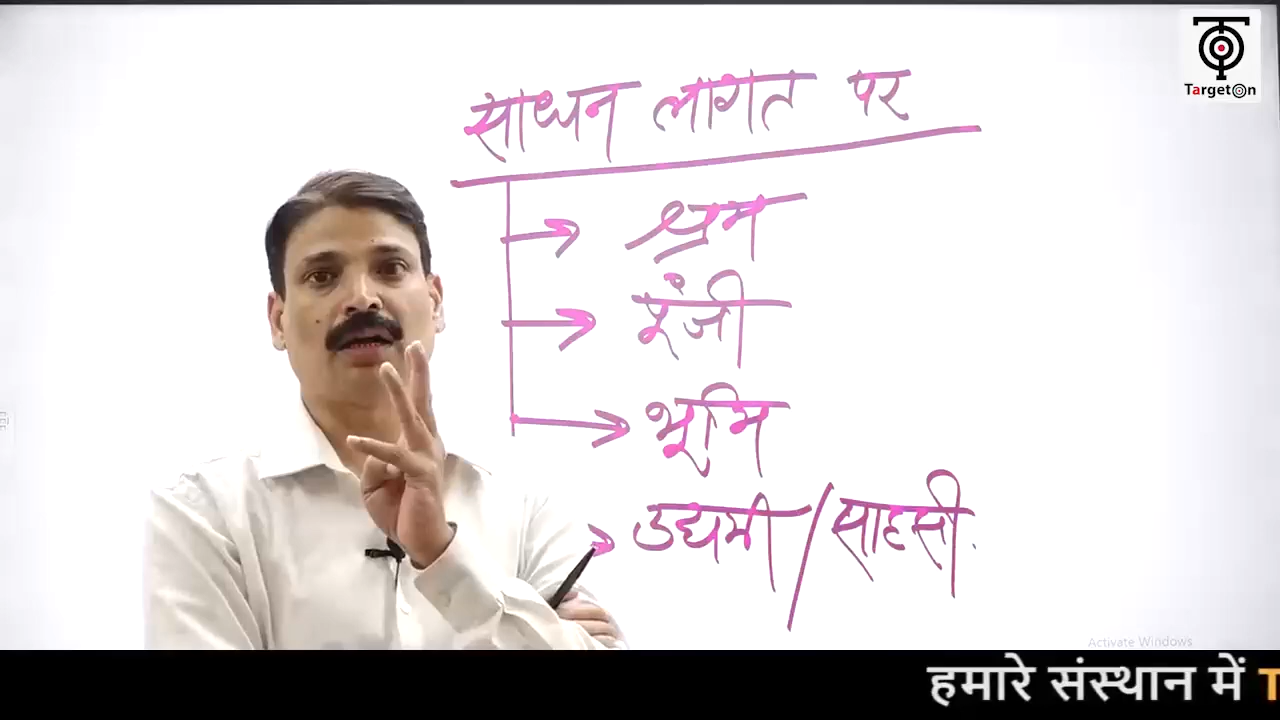 TargetOn
साधन लागत पर
श्रम
पूंजी
भूमि
उद्यमी / साहसी.
Activate Windows
हमारे संस्थान में T